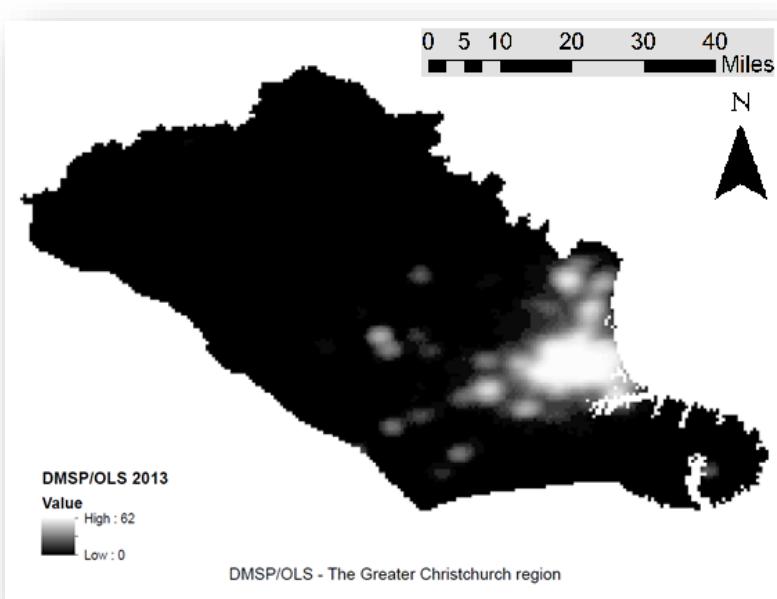 0 5 10 20 30 40
Miles
N
DMSP/OLS 2013
Value
High : 62
Low : 0
DMSP/OLS - The Greater Christchurch region